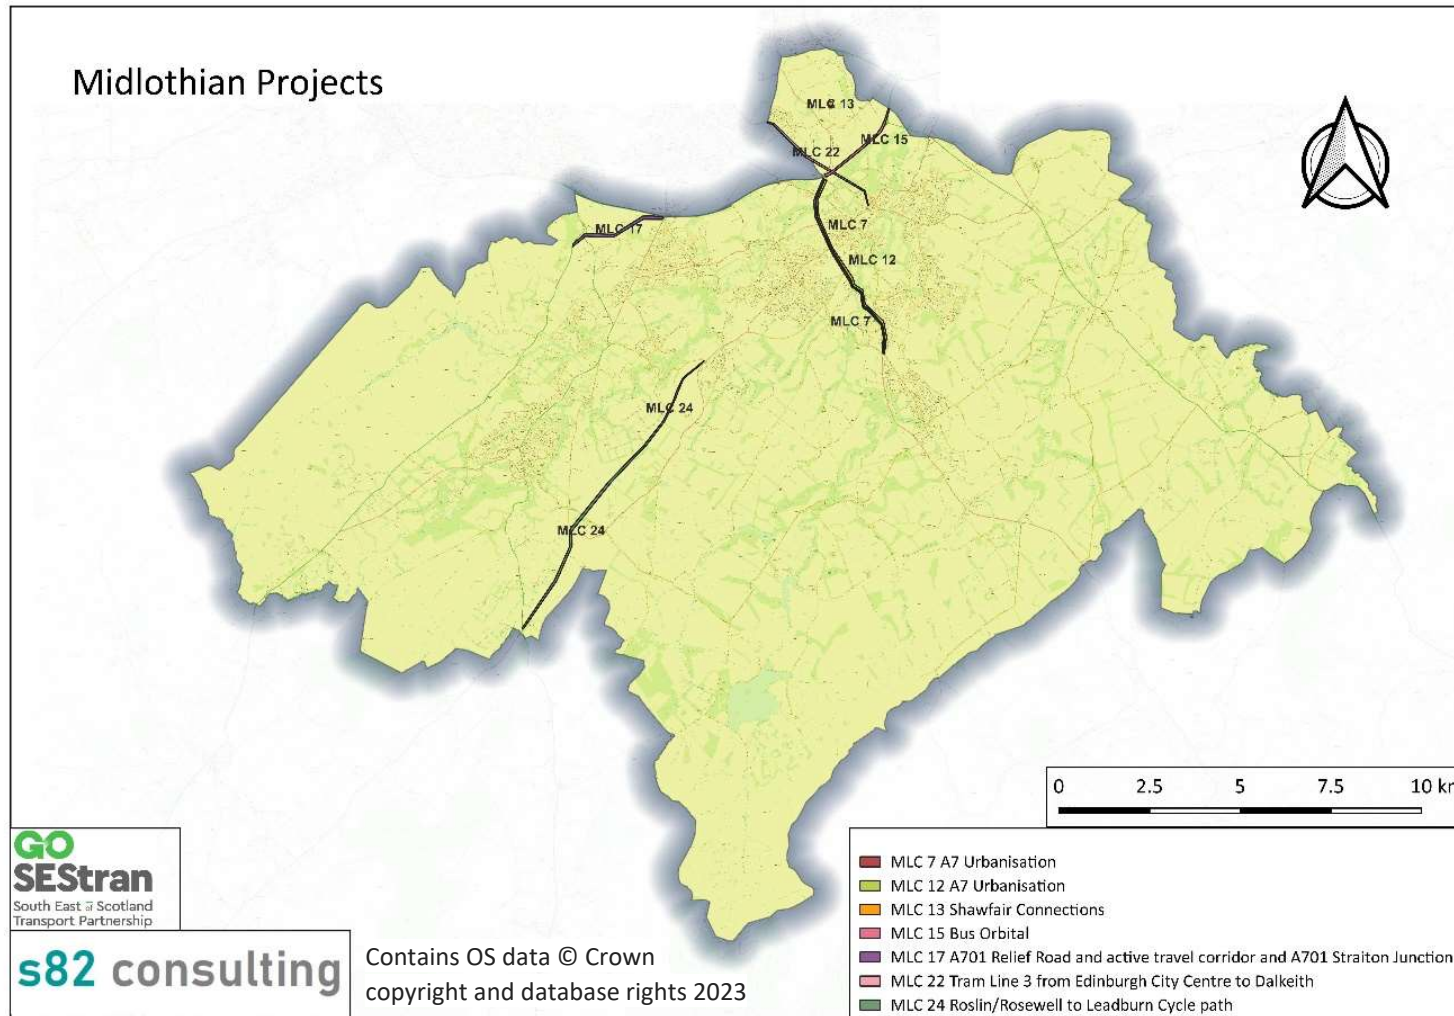 Midlothian Projects
MLC 13
MLC 15
MLC 22
MLC 7
MLC 17
MLC 12
MLC 7
MLC 24
MLC 24
0 2.5 5 7.5 10 km
GO
SEStran
South East of Scotland
Transport Partnership
s82 consulting
Contains OS data © Crown
copyright and database rights 2023
MLC 7 A7 Urbanisation
MLC 12 A7 Urbanisation
MLC 13 Shawfair Connections
MLC 15 Bus Orbital
MLC 17 A701 Relief Road and active travel corridor and A701 Straiton Junction
MLC 22 Tram Line 3 from Edinburgh City Centre to Dalkeith
MLC 24 Roslin/Rosewell to Leadburn Cycle path